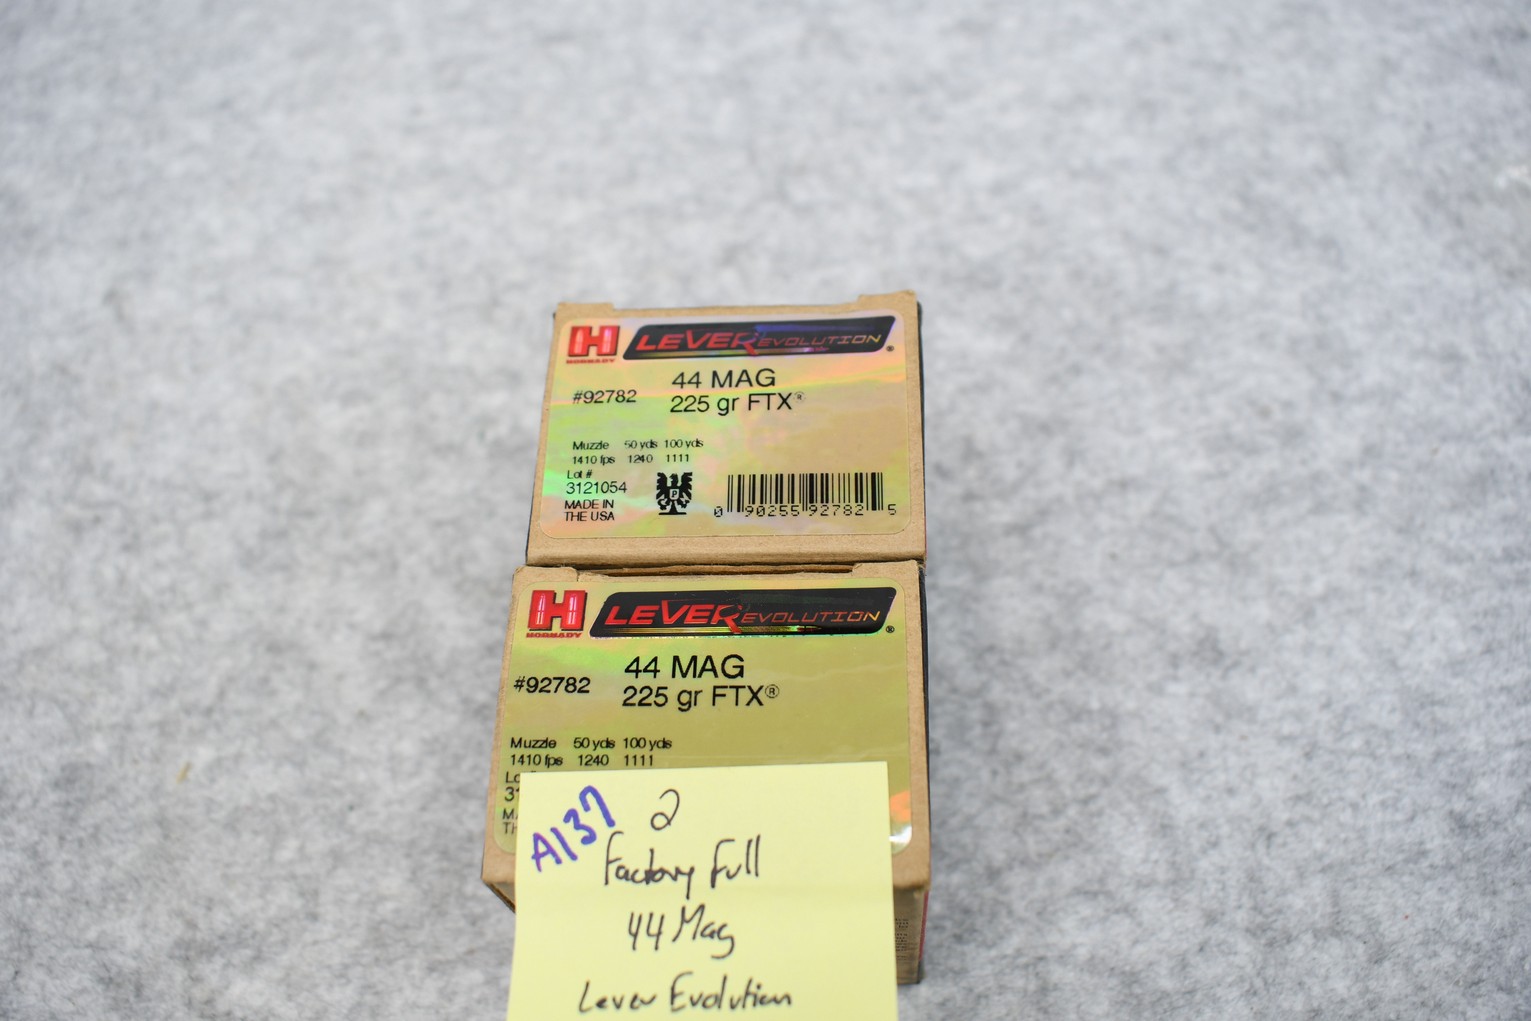 H LEVEREVOLUTION®
HORNADY
44 MAG
#92782 225 gr FTX®
Muzzle 50 yds 100 yds
1410 fps 1240 1111
Lot #
3121054
MADE IN
THE USA
P
0 90255 92782 5
H LEVEREVOLUTION®
HORNADY
44 MAG
#92782 225 gr FTX®
Muzzle 50 yds 100 yds
1410 fps 1240 1111
A137 2
Factory Full
44 Mag
Lever Evolution